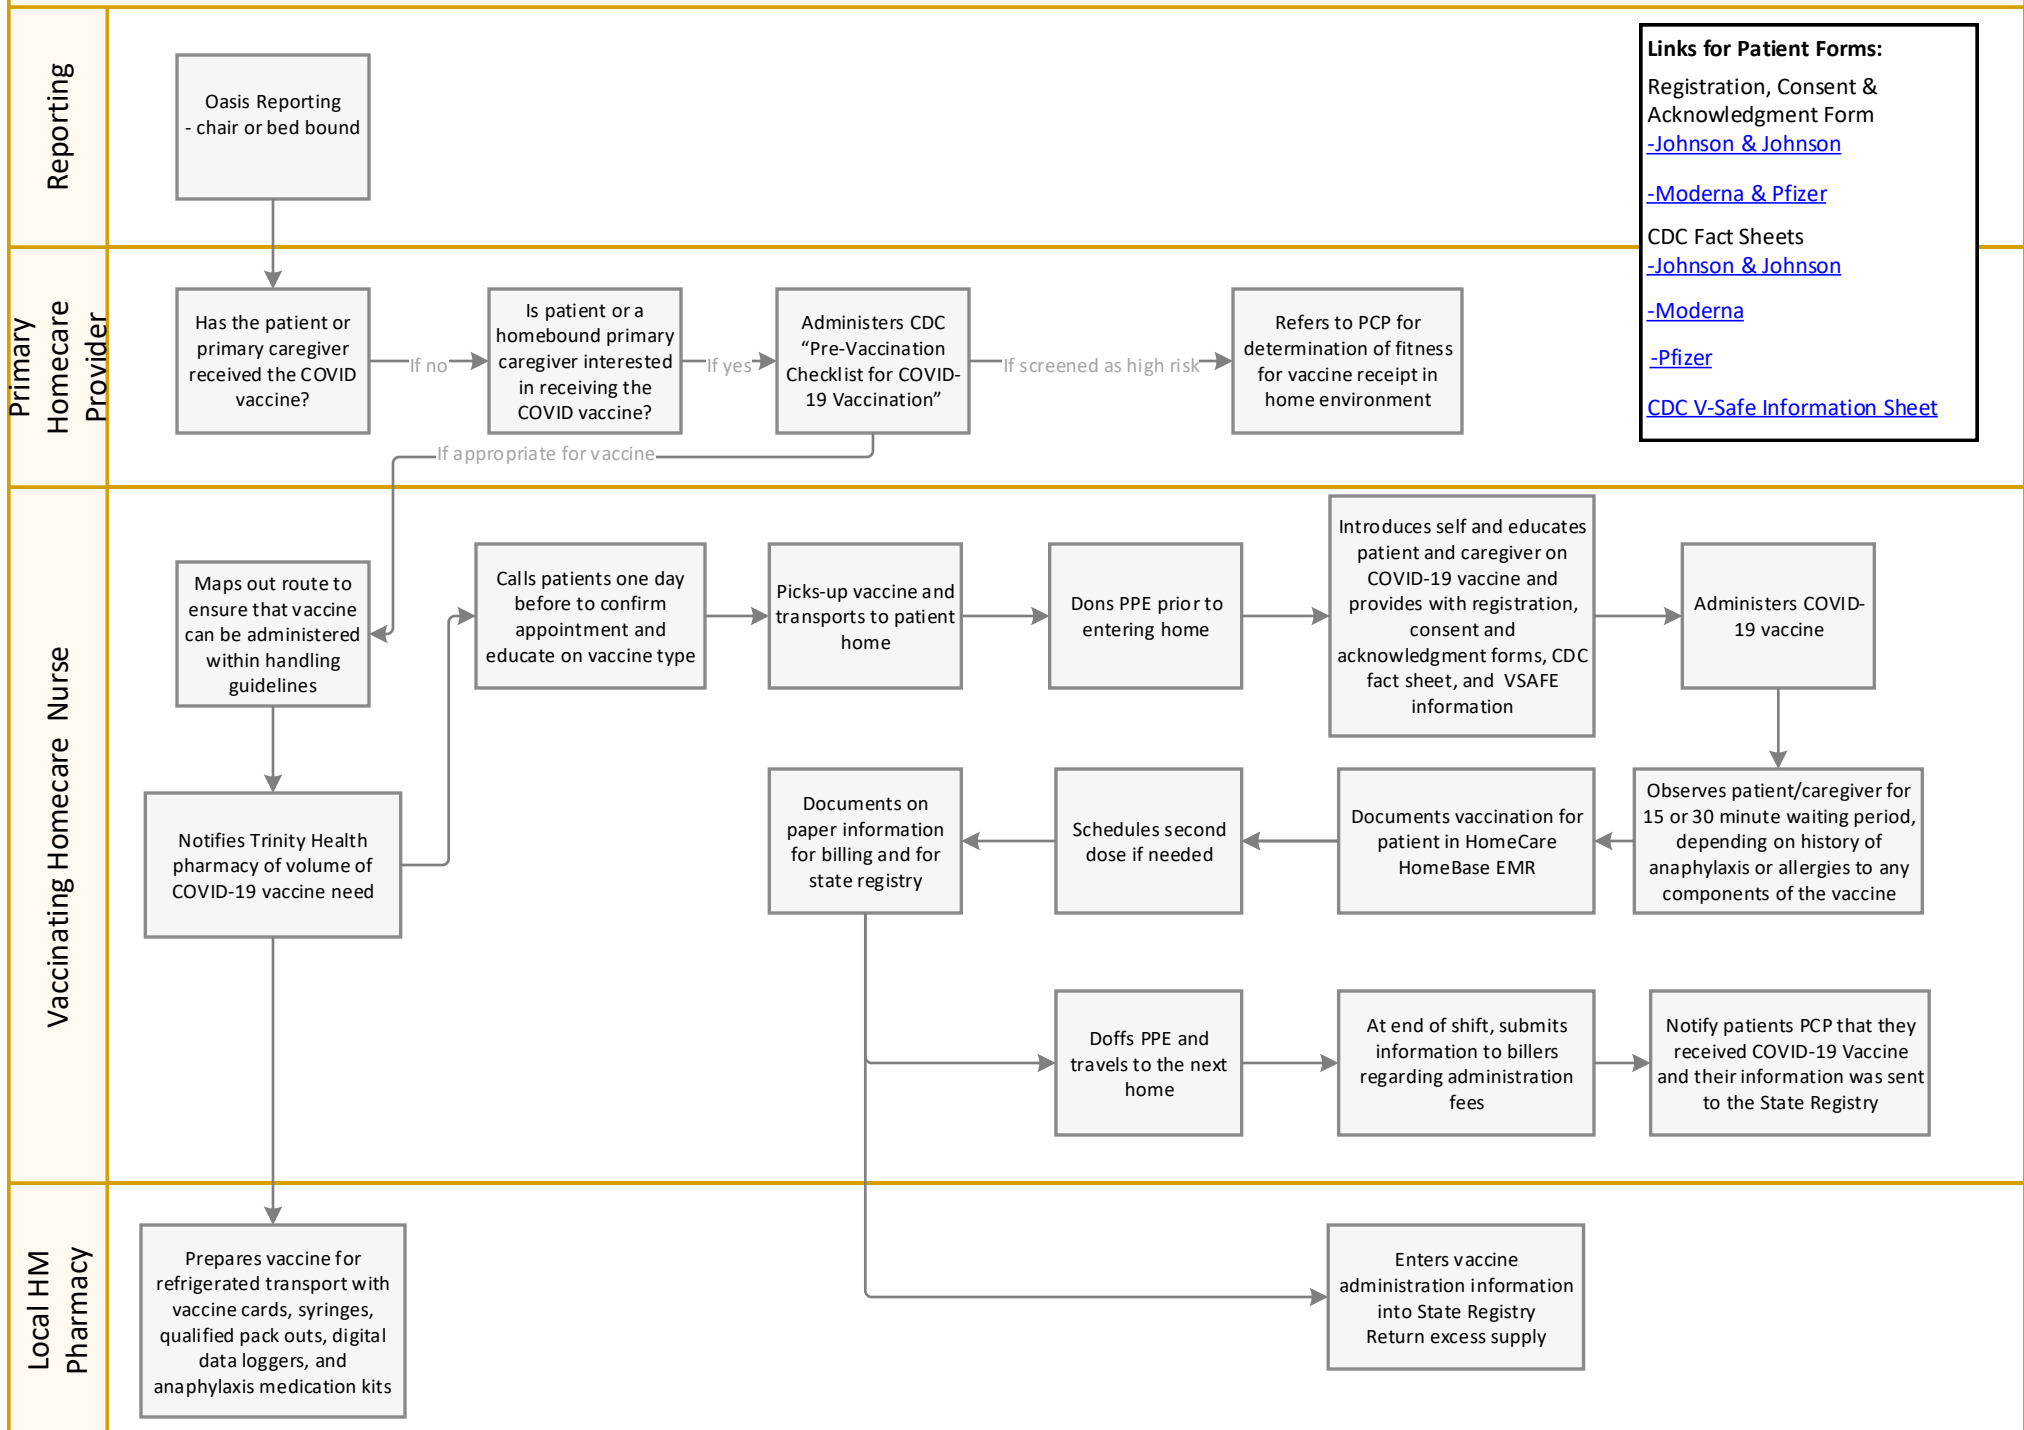 Reporting
Oasis Reporting
- chair or bed bound
Links for Patient Forms:
Registration, Consent &
Acknowledgment Form
-Johnson & Johnson
-Moderna & Pfizer
CDC Fact Sheets
-Johnson & Johnson
-Moderna
-Pfizer
CDC V-Safe Information Sheet
Primary
Homecare
Provider
Has the patient or
primary caregiver
received the COVID
vaccine?
If no
Is patient or a
homebound primary
caregiver interested
in receiving the
COVID vaccine?
If yes
Administers CDC
“Pre-Vaccination
Checklist for COVID-
19 Vaccination”
If screened as high risk
Refers to PCP for
determination of fitness
for vaccine receipt in
home environment
If appropriate for vaccine
Vaccinating Homecare Nurse
Maps out route to
ensure that vaccine
can be administered
within handling
guidelines
Calls patients one day
before to confirm
appointment and
educate on vaccine type
Picks-up vaccine and
transports to patient
home
Dons PPE prior to
entering home
Introduces self and educates
patient and caregiver on
COVID-19 vaccine and
provides with registration,
consent and
acknowledgment forms, CDC
fact sheet, and VSAFE
information
Administers COVID-
19 vaccine
Notifies Trinity Health
pharmacy of volume of
COVID-19 vaccine need
Documents on
paper information
for billing and for
state registry
Schedules second
dose if needed
Documents vaccination for
patient in HomeCare
HomeBase EMR
Observes patient/caregiver for
15 or 30 minute waiting period,
depending on history of
anaphylaxis or allergies to any
components of the vaccine
Doffs PPE and
travels to the next
home
At end of shift, submits
information to billers
regarding administration
fees
Notify patients PCP that they
received COVID-19 Vaccine
and their information was sent
to the State Registry
Local HM
Pharmacy
Prepares vaccine for
refrigerated transport with
vaccine cards, syringes,
qualified pack outs, digital
data loggers, and
anaphylaxis medication kits
Enters vaccine
administration information
into State Registry
Return excess supply